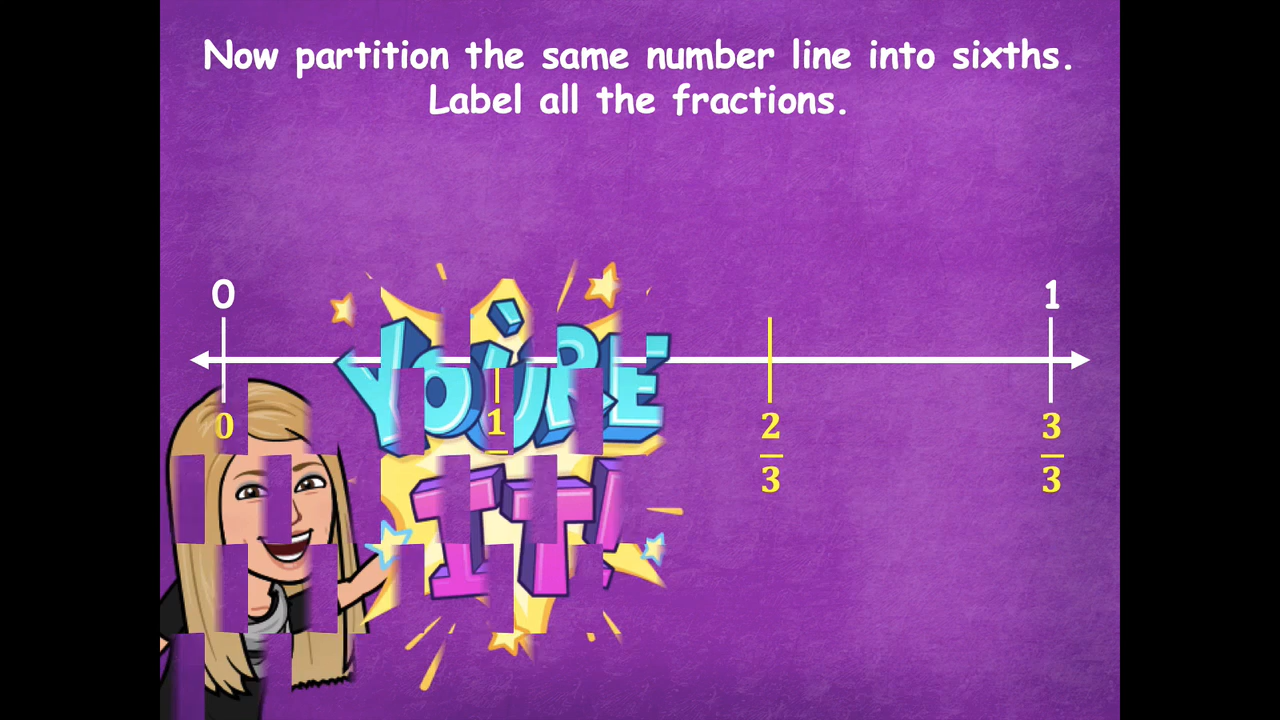 Now partition the same number line into sixths.
Label all the fractions.
0 1
YOU'RE
IT!
0 1 2 3
3 3